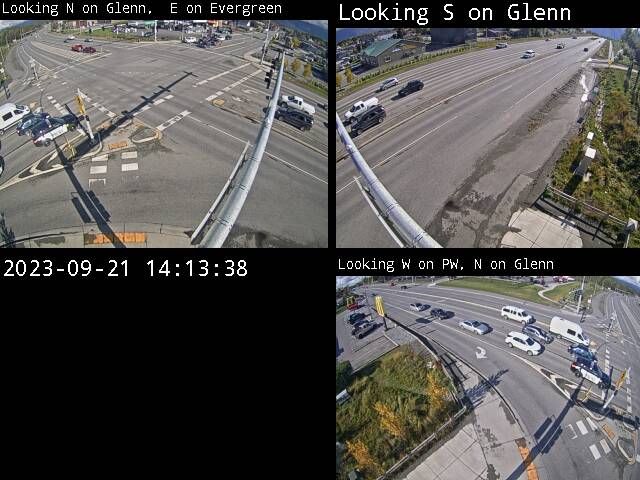 Looking N on Glenn, E on Evergreen
Looking S on Glenn
2023-09-21 14:13:38
Looking W on PW, N on Glenn